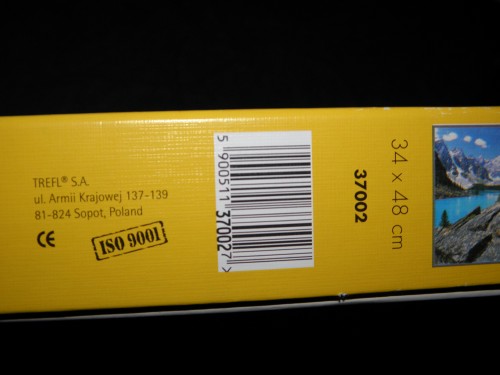 TREFL® S.A.
ul. Armii Krajowej 137-139
81-824 Sopot, Poland
CE
ISO 9001
5 900511 370027>
37002
34 x 48 cm